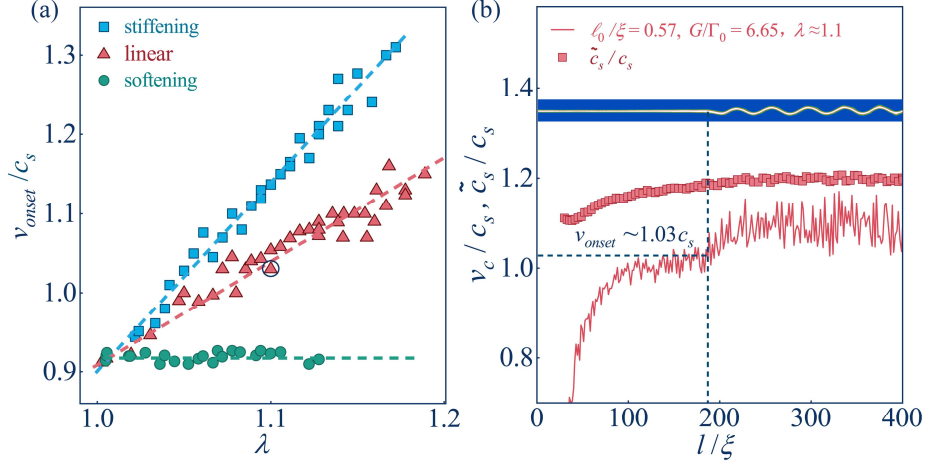 (a)
stiffening
linear
softening
v_onset/c_s
1.3
1.2
1.1
1.0
0.9
1.0
1.1
1.2
λ
(b)
ℓ₀/ξ = 0.57, G/Γ₀ = 6.65, λ ≈ 1.1
c̃_s/c_s
v_c/c_s, c̃_s/c_s
1.4
1.2
1.0
0.8
v_onset ~1.03c_s
0
100
200
300
400
l/ξ